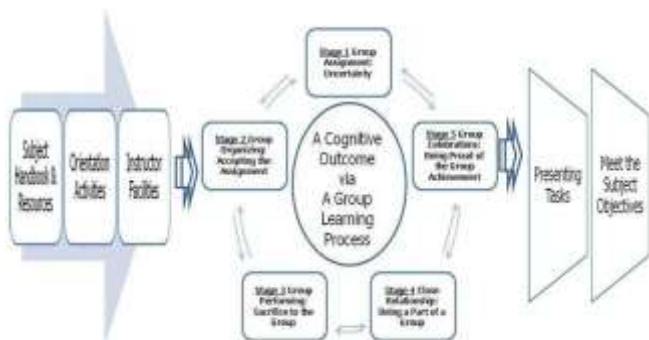 Subject
Handbook &
Resources
Orientation
Activities
Instructor
Facilities
Stage 1 Group
Assignment:
Uncertainty
Stage 2 Group
Organizing:
Accepting the
Assignment
A Cognitive
Outcome
via
A Group
Learning
Process
Stage 5 Group
Celebrations:
Being Proud of
the Group
Achievement
Stage 3 Group
Performing:
Sacrifice to the
Group
Stage 4 Close
Relationship:
Being a Part of a
Group
Presenting
Tasks
Meet the
Subject
Objectives